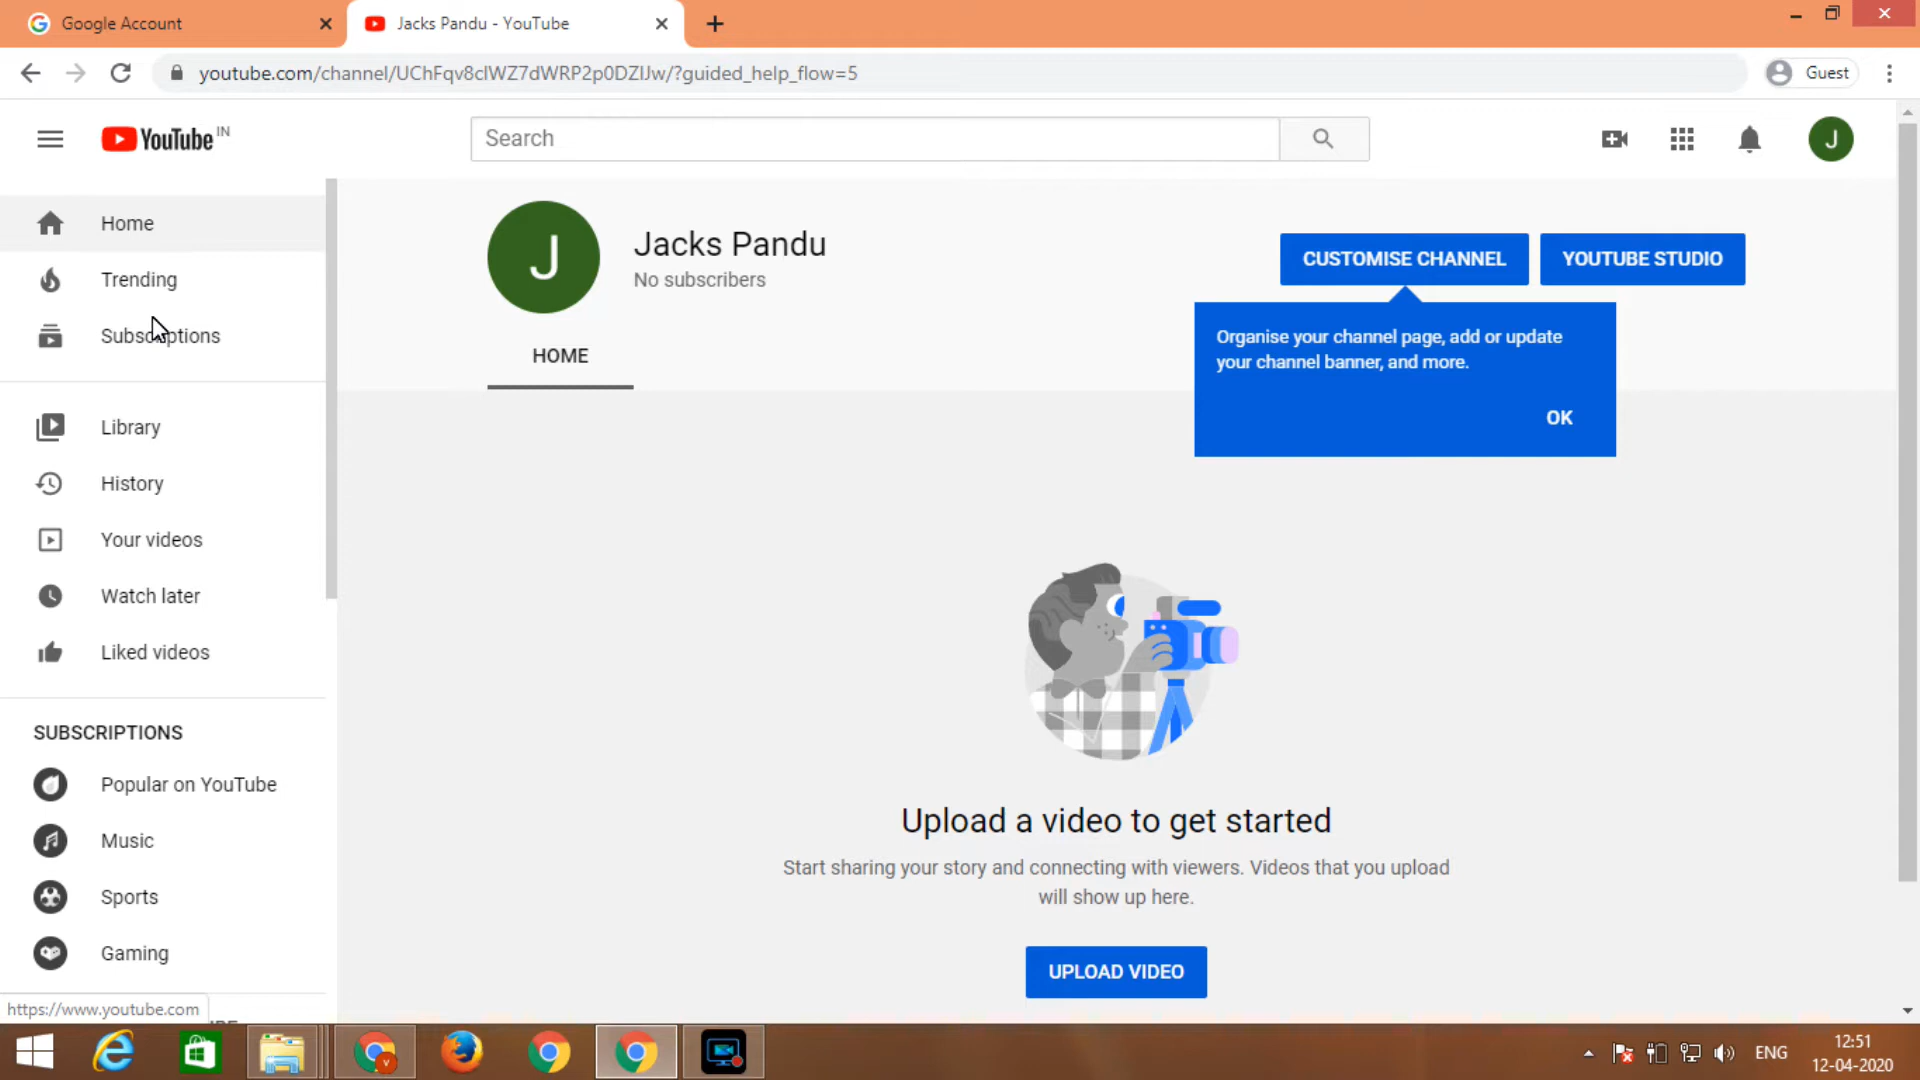 Google Account
Jacks Pandu - YouTube
youtube.com/channel/UChFqv8clWZ7dWRP2p0DZIJw/?guided_help_flow=5
Guest
YouTube IN
Search
J
Home
Trending
Subscriptions
Library
History
Your videos
Watch later
Liked videos
SUBSCRIPTIONS
Popular on YouTube
Music
Sports
Gaming
https://www.youtube.com
J
Jacks Pandu
No subscribers
CUSTOMISE CHANNEL
YOUTUBE STUDIO
HOME
Organise your channel page, add or update
your channel banner, and more.
OK
Upload a video to get started
Start sharing your story and connecting with viewers. Videos that you upload
will show up here.
UPLOAD VIDEO
V
ENG
12:51
12-04-2020